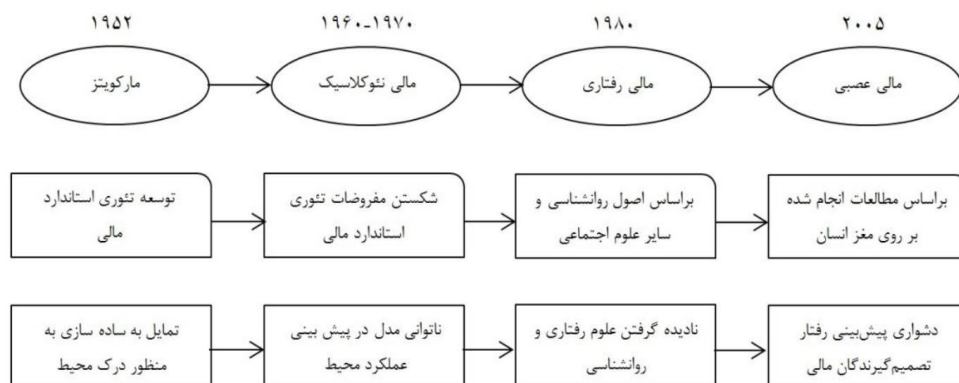 ۱۹۵۲
۱۹۶۰-۱۹۷۰
۱۹۸۰
۲۰۰۵
مارکویتز
مالی نئوکلاسیک
مالی رفتاری
مالی عصبی
توسعه تئوری استاندارد
مالی
شکستن مفروضات تئوری
استاندارد مالی
براساس اصول روانشناسی و
سایر علوم اجتماعی
براساس مطالعات انجام شده
بر روی مغز انسان
تمایل به ساده سازی به
منظور درک محیط
ناتوانی مدل در پیش بینی
عملکرد محیط
نادیده گرفتن علوم رفتاری و
روانشناسی
دشواری پیش‌بینی رفتار
تصمیم‌گیرندگان مالی